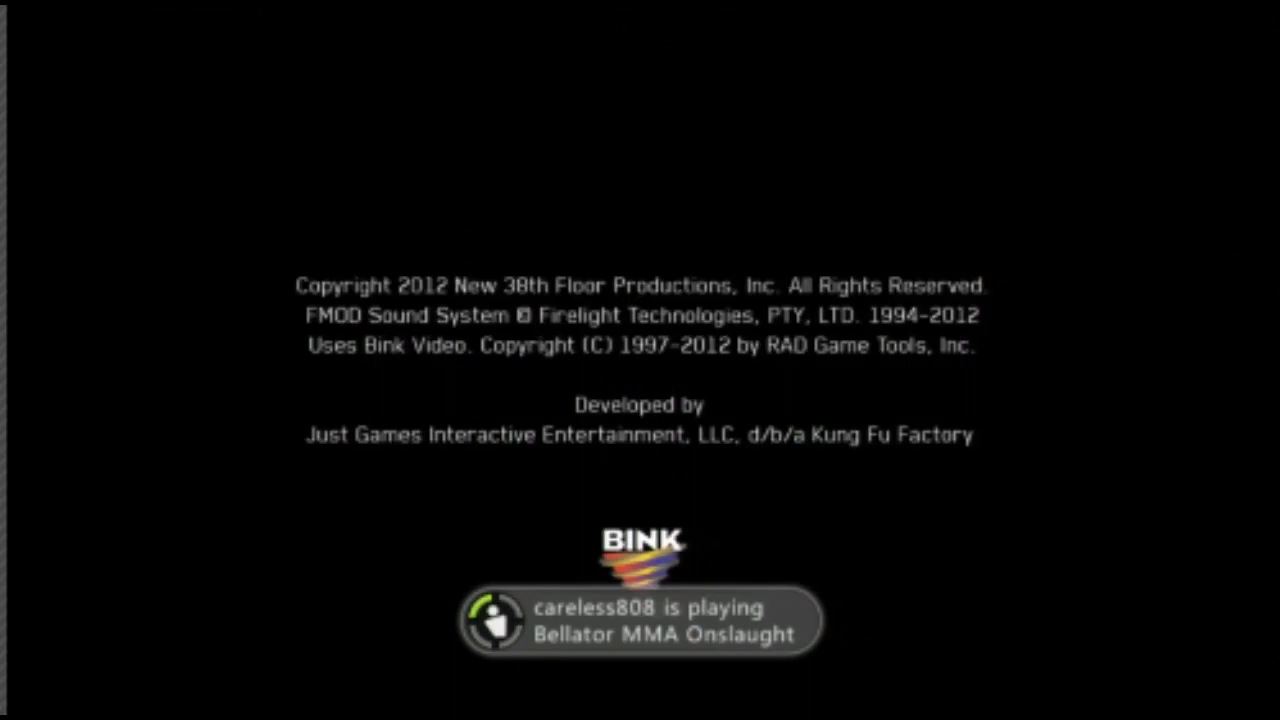 Copyright 2012 New 38th Floor Productions, Inc. All Rights Reserved.
FMOD Sound System © Firelight Technologies, PTY, LTD. 1994-2012
Uses Bink Video. Copyright (C) 1997-2012 by RAD Game Tools, Inc.
Developed by
Just Games Interactive Entertainment, LLC, d/b/a Kung Fu Factory
BINK
careless808 is playing
Bellator MMA Onslaught